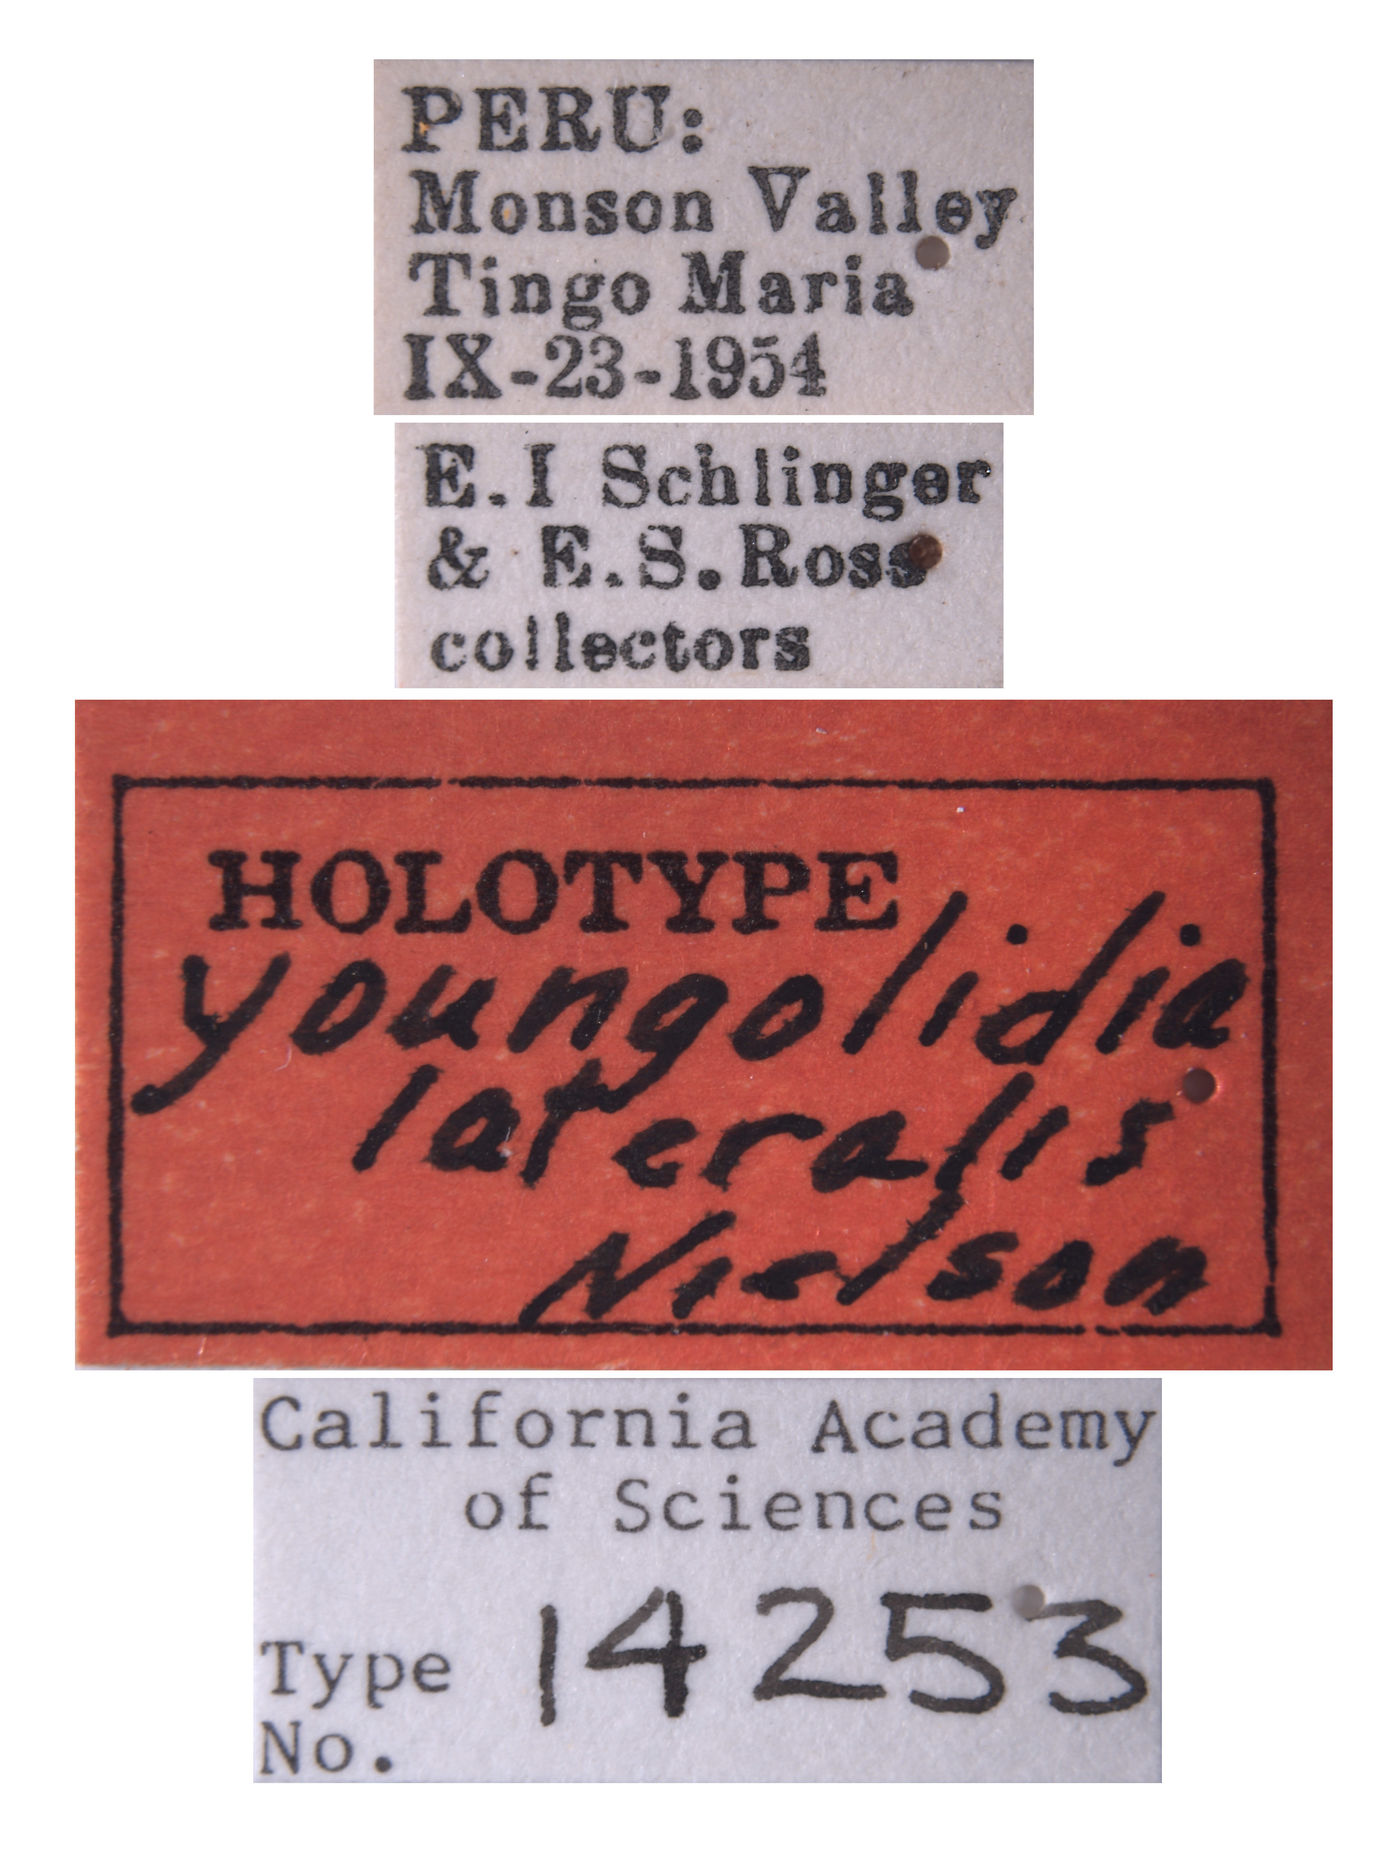 PERU:
Monson Valley
Tingo Maria
IX-23-1954
E.I Schlinger
& E.S.Ross
collectors
HOLOTYPE
youngolidia
lateralis
Nielson
California Academy
of Sciences
Type
No. 14253